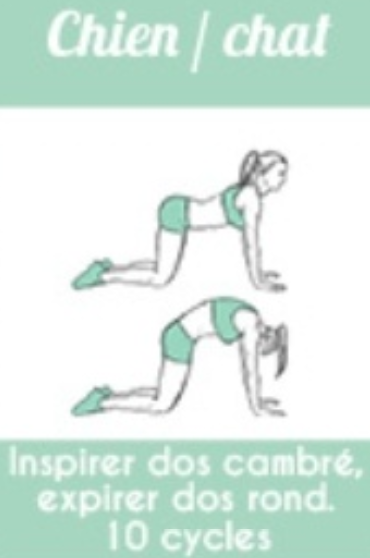 Chien / chat
Inspirer dos cambré,
expirer dos rond.
10 cycles